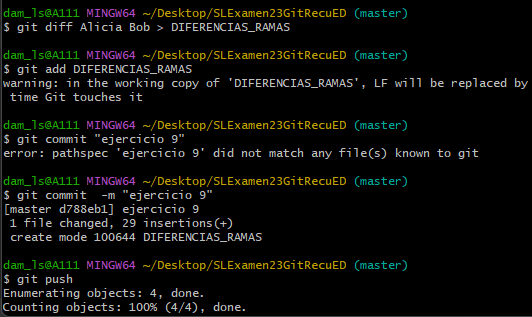 dam_ls@A111 MINGW64 ~/Desktop/SLExamen23GitRecuED (master)
$ git diff Alicia Bob > DIFERENCIAS_RAMAS

dam_ls@A111 MINGW64 ~/Desktop/SLExamen23GitRecuED (master)
$ git add DIFERENCIAS_RAMAS
warning: in the working copy of 'DIFERENCIAS_RAMAS', LF will be replaced by
 time Git touches it

dam_ls@A111 MINGW64 ~/Desktop/SLExamen23GitRecuED (master)
$ git commit "ejercicio 9"
error: pathspec 'ejercicio 9' did not match any file(s) known to git

dam_ls@A111 MINGW64 ~/Desktop/SLExamen23GitRecuED (master)
$ git commit  -m "ejercicio 9"
[master d788eb1] ejercicio 9
 1 file changed, 29 insertions(+)
 create mode 100644 DIFERENCIAS_RAMAS

dam_ls@A111 MINGW64 ~/Desktop/SLExamen23GitRecuED (master)
$ git push
Enumerating objects: 4, done.
Counting objects: 100% (4/4), done.